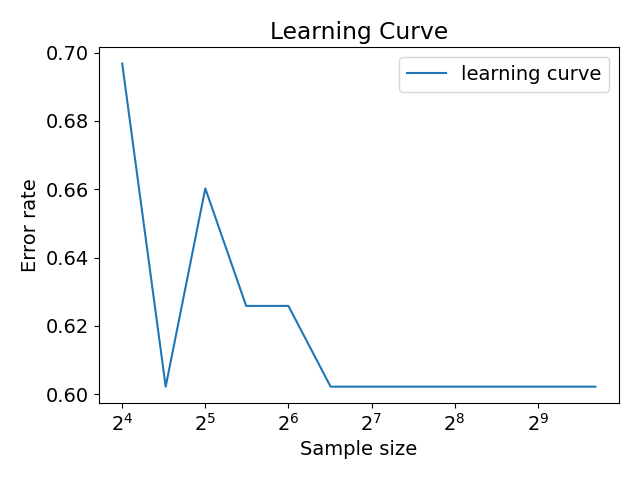 Learning Curve
learning curve
Error rate
0.70
0.68
0.66
0.64
0.62
0.60
2⁴ 2⁵ 2⁶ 2⁷ 2⁸ 2⁹
Sample size